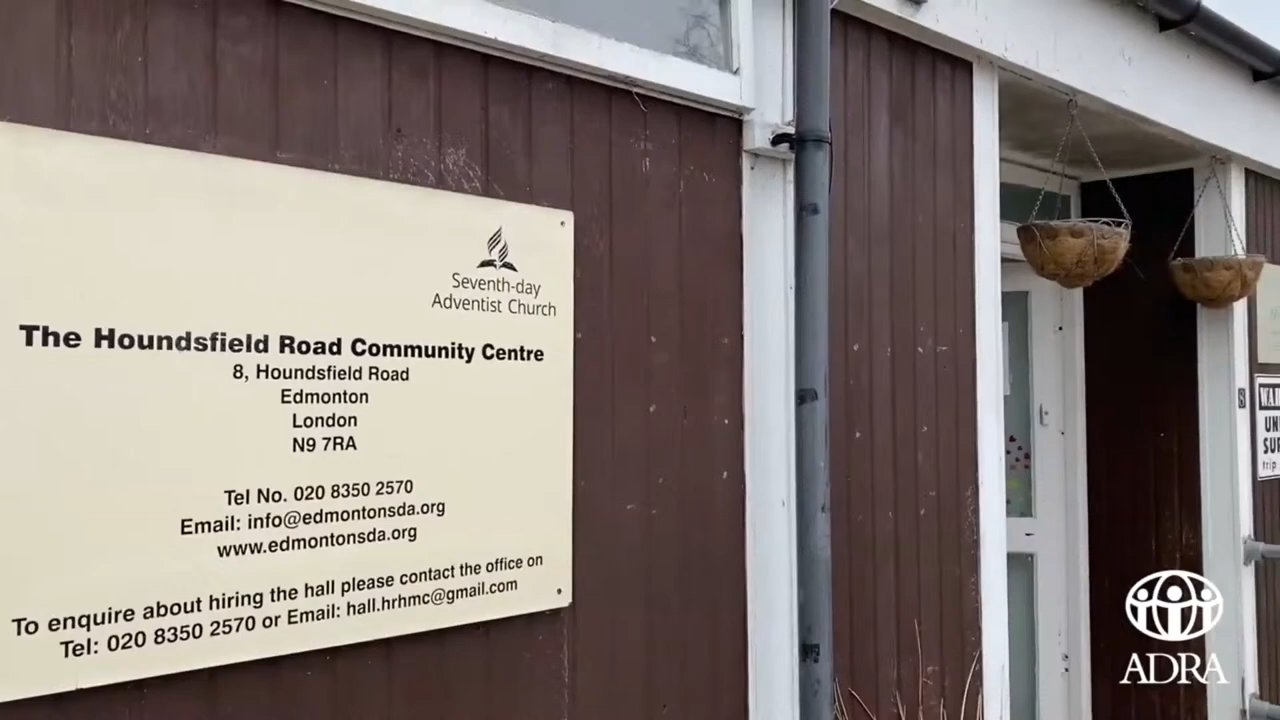 Seventh-day
Adventist Church
The Houndsfield Road Community Centre
8, Houndsfield Road
Edmonton
London
N9 7RA
Tel No. 020 8350 2570
Email: info@edmontonsda.org
www.edmontonsda.org
To enquire about hiring the hall please contact the office on
Tel: 020 8350 2570 or Email: hall.hrhmc@gmail.com
8
trip
ADRA